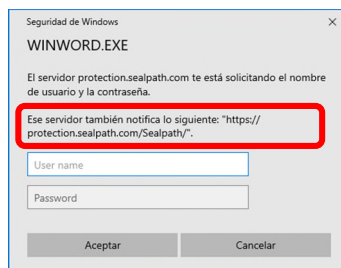 Seguridad de Windows
WINWORD.EXE
El servidor protection.sealpath.com te está solicitando el nombre
de usuario y la contraseña.
Ese servidor también notifica lo siguiente: "https://
protection.sealpath.com/Sealpath/".
User name
Password
Aceptar Cancelar